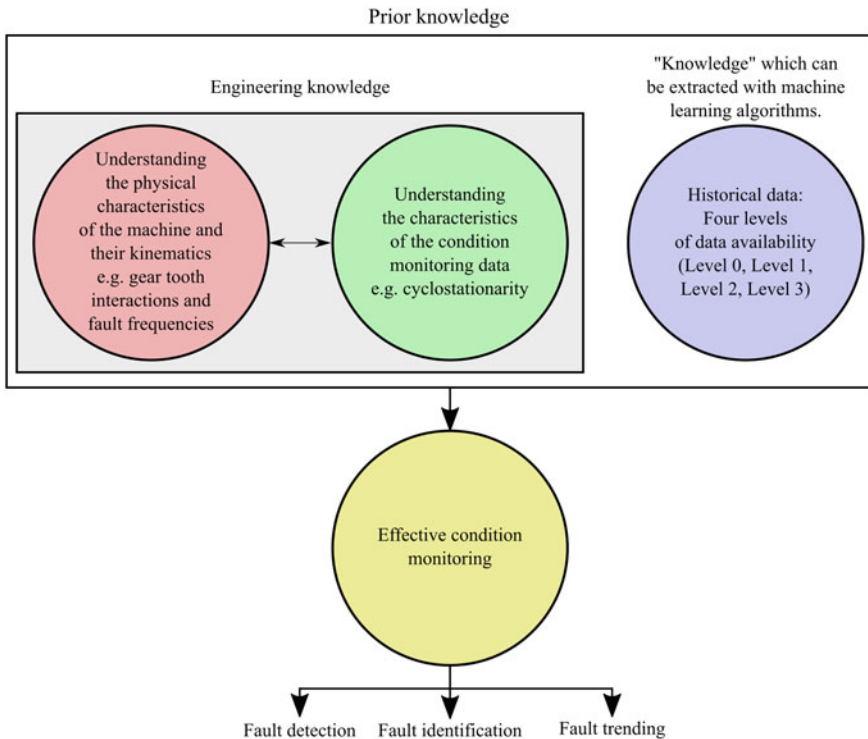 Prior knowledge
Engineering knowledge
"Knowledge" which can
be extracted with machine
learning algorithms.
Understanding
the physical
characteristics
of the machine and
their kinematics
e.g. gear tooth
interactions and
fault frequencies
Understanding
the characteristics
of the condition
monitoring data
e.g. cyclostationarity
Historical data:
Four levels
of data availability
(Level 0, Level 1,
Level 2, Level 3)
Effective condition
monitoring
Fault detection
Fault identification
Fault trending